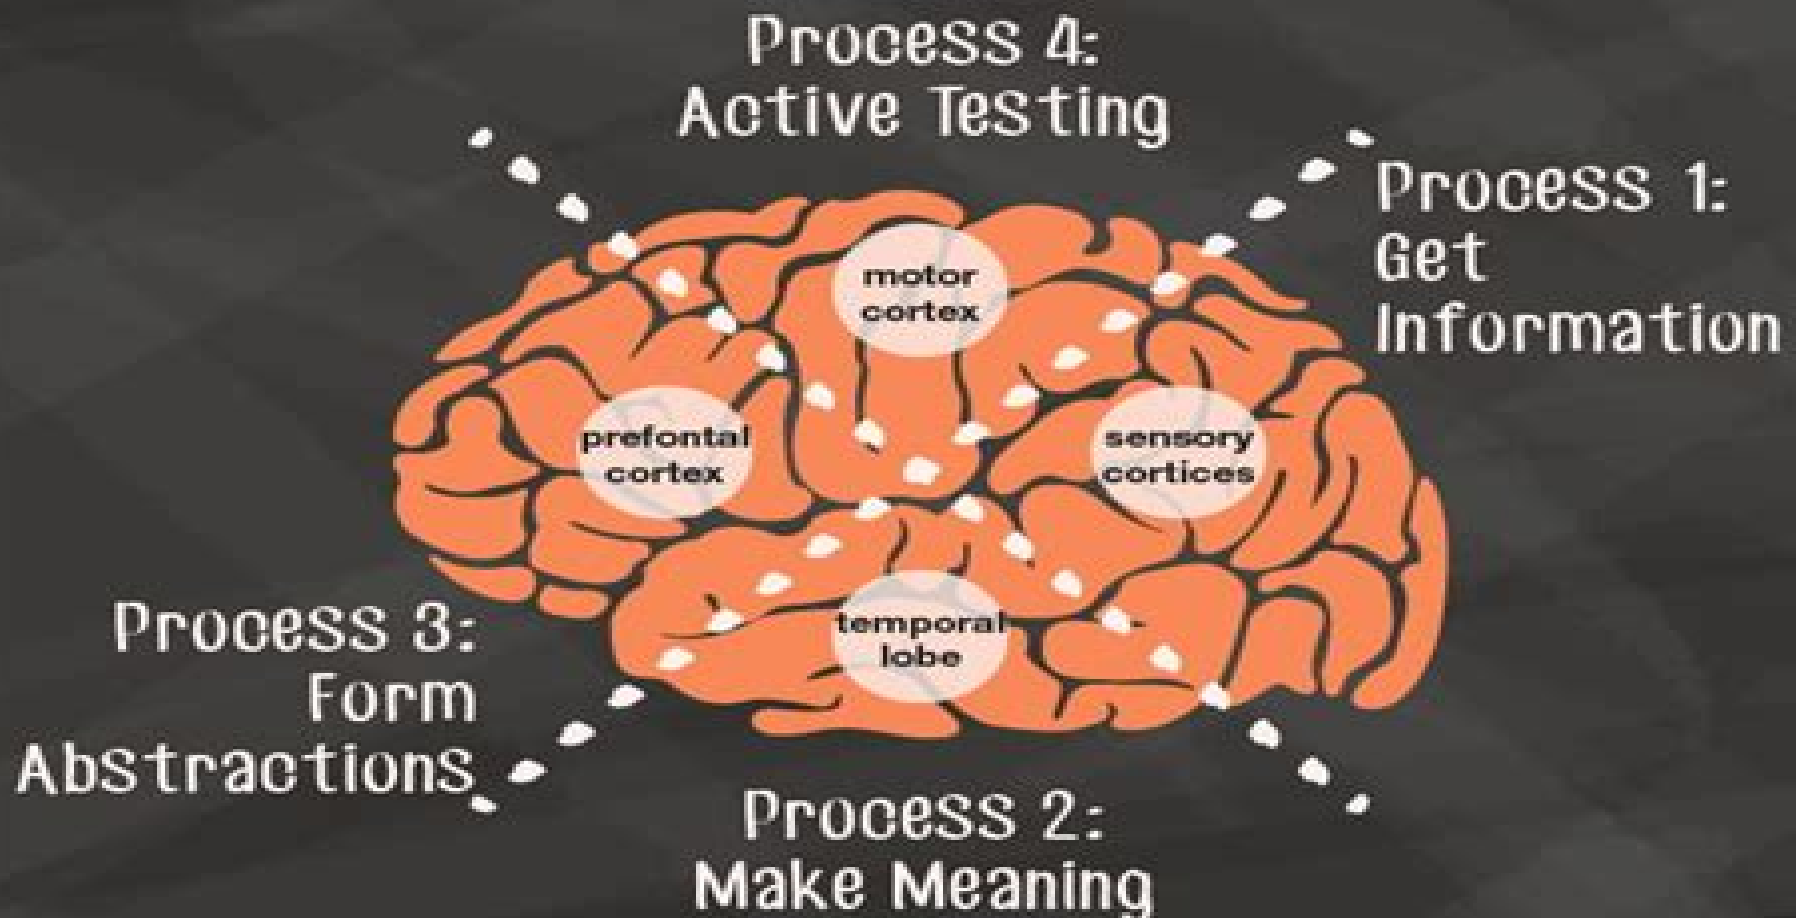 Process 4:
Active Testing
Process 1:
Get
Information
motor
cortex
prefontal
cortex
sensory
cortices
temporal
lobe
Process 3:
Form
Abstractions
Process 2:
Make Meaning